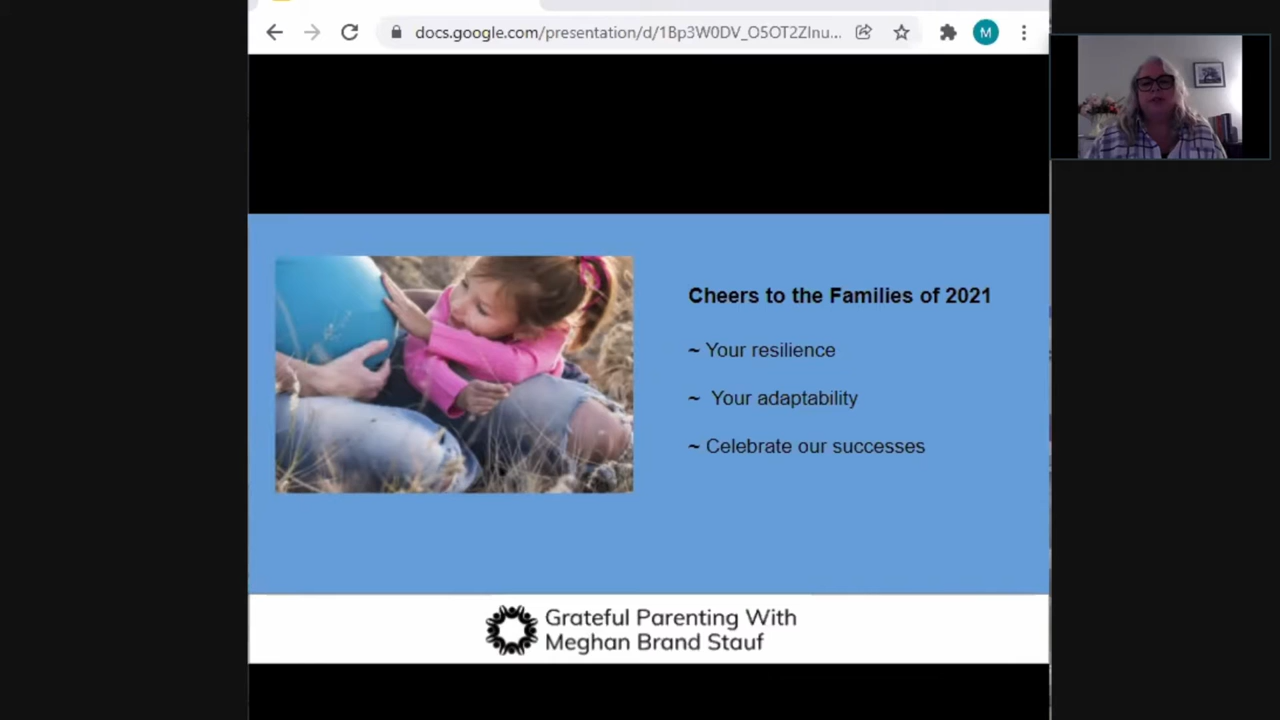 docs.google.com/presentation/d/1Bp3W0DV_O5OT2ZInu...
M
Cheers to the Families of 2021
~ Your resilience
~ Your adaptability
~ Celebrate our successes
Grateful Parenting With
Meghan Brand Stauf